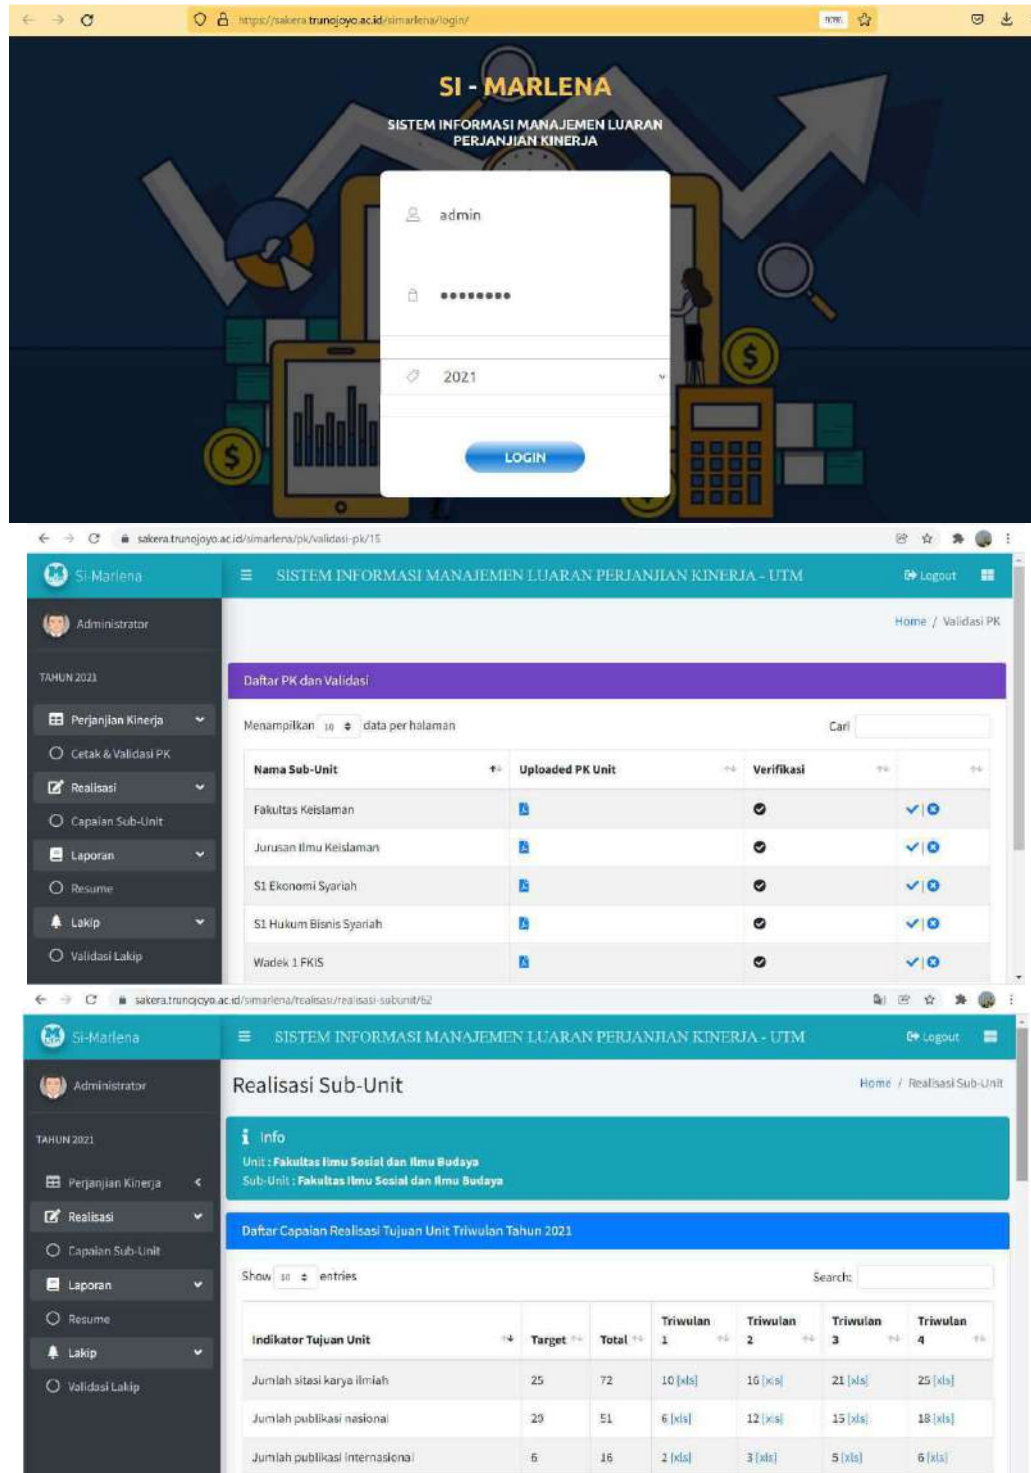 https://sakera.trunojoyo.ac.id/simarlena/login/
90%
SI - MARLENA
SISTEM INFORMASI MANAJEMEN LUARAN
PERJANJIAN KINERJA
admin
2021
LOGIN
sakera.trunojoyo.ac.id/simarlena/pk/validasi-pk/15
Si-Marlena
SISTEM INFORMASI MANAJEMEN LUARAN PERJANJIAN KINERJA - UTM
Logout
Administrator
Home / Validasi PK
TAHUN 2021
Perjanjian Kinerja
Cetak & Validasi PK
Realisasi
Capaian Sub-Unit
Laporan
Resume
Lakip
Validasi Lakip
Daftar PK dan Validasi
Menampilkan 10 data per halaman
Cari
Nama Sub-Unit Uploaded PK Unit Verifikasi
Fakultas Keislaman
Jurusan Ilmu Keislaman
S1 Ekonomi Syariah
S1 Hukum Bisnis Syariah
Wadek 1 FKIS
sakera.trunojoyo.ac.id/simarlena/realisasi/realisasi-subunit/62
Si-Marlena
SISTEM INFORMASI MANAJEMEN LUARAN PERJANJIAN KINERJA - UTM
Logout
Administrator
Realisasi Sub-Unit
Home / Realisasi Sub-Unit
TAHUN 2021
Perjanjian Kinerja
Realisasi
Capaian Sub-Unit
Laporan
Resume
Lakip
Validasi Lakip
Info
Unit : Fakultas Ilmu Sosial dan Ilmu Budaya
Sub-Unit : Fakultas Ilmu Sosial dan Ilmu Budaya
Daftar Capaian Realisasi Tujuan Unit Triwulan Tahun 2021
Show 10 entries
Search:
Indikator Tujuan Unit Target Total Triwulan 1 Triwulan 2 Triwulan 3 Triwulan 4
Jumlah sitasi karya ilmiah 25 72 10 [xls] 16 [xls] 21 [xls] 25 [xls]
Jumlah publikasi nasional 20 51 6 [xls] 12 [xls] 15 [xls] 18 [xls]
Jumlah publikasi internasional 6 16 2 [xls] 3 [xls] 5 [xls] 6 [xls]